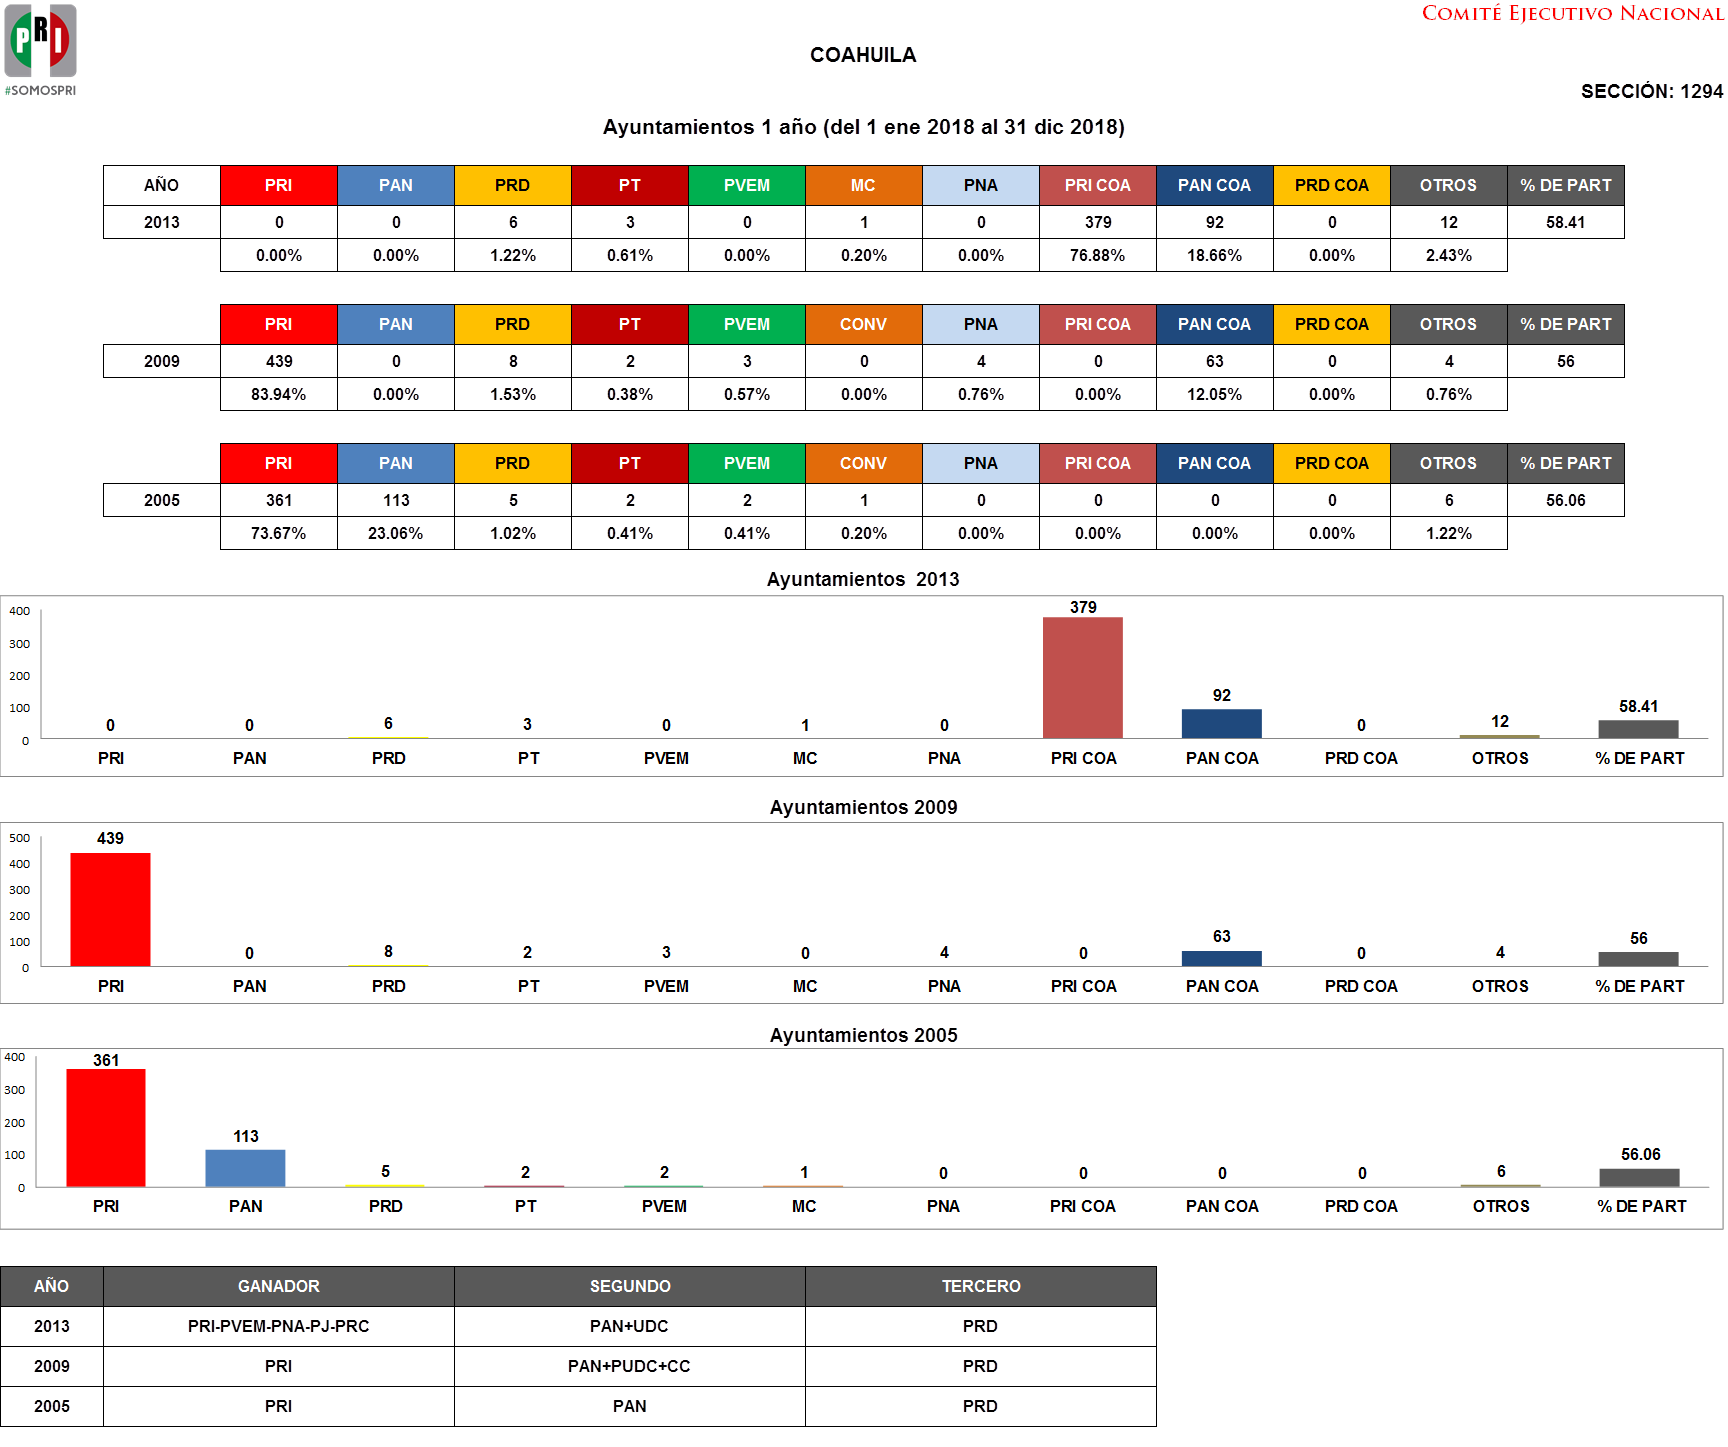 PRI
#SOMOSPRI
COMITÉ EJECUTIVO NACIONAL
COAHUILA
SECCIÓN: 1294
Ayuntamientos 1 año (del 1 ene 2018 al 31 dic 2018)
AÑO PRI PAN PRD PT PVEM MC PNA PRI COA PAN COA PRD COA OTROS % DE PART
2013 0 0 6 3 0 1 0 379 92 0 12 58.41
0.00% 0.00% 1.22% 0.61% 0.00% 0.20% 0.00% 76.88% 18.66% 0.00% 2.43%
PRI PAN PRD PT PVEM CONV PNA PRI COA PAN COA PRD COA OTROS % DE PART
2009 439 0 8 2 3 0 4 0 63 0 4 56
83.94% 0.00% 1.53% 0.38% 0.57% 0.00% 0.76% 0.00% 12.05% 0.00% 0.76%
PRI PAN PRD PT PVEM CONV PNA PRI COA PAN COA PRD COA OTROS % DE PART
2005 361 113 5 2 2 1 0 0 0 0 6 56.06
73.67% 23.06% 1.02% 0.41% 0.41% 0.20% 0.00% 0.00% 0.00% 0.00% 1.22%
Ayuntamientos 2013
400
300
200
100
0
0 0 6 3 0 1 0 379 92 0 12 58.41
PRI PAN PRD PT PVEM MC PNA PRI COA PAN COA PRD COA OTROS % DE PART
Ayuntamientos 2009
500
400
300
200
100
0
439 0 8 2 3 0 4 0 63 0 4 56
PRI PAN PRD PT PVEM MC PNA PRI COA PAN COA PRD COA OTROS % DE PART
Ayuntamientos 2005
400
300
200
100
0
361 113 5 2 2 1 0 0 0 0 6 56.06
PRI PAN PRD PT PVEM MC PNA PRI COA PAN COA PRD COA OTROS % DE PART
AÑO GANADOR SEGUNDO TERCERO
2013 PRI-PVEM-PNA-PJ-PRC PAN+UDC PRD
2009 PRI PAN+PUDC+CC PRD
2005 PRI PAN PRD